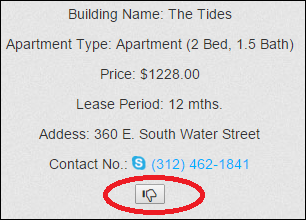 Building Name: The Tides
Apartment Type: Apartment (2 Bed, 1.5 Bath)
Price: $1228.00
Lease Period: 12 mths.
Addess: 360 E. South Water Street
Contact No.: (312) 462-1841